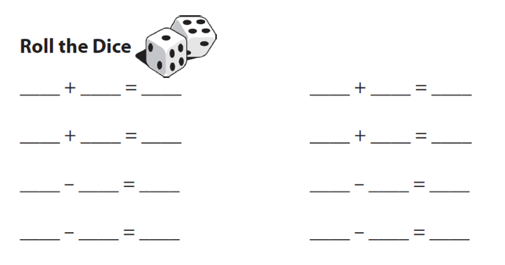 Roll the Dice
____ + ____ = ____ ____ + ____ = ____
____ + ____ = ____ ____ + ____ = ____
____ – ____ = ____ ____ – ____ = ____
____ – ____ = ____ ____ – ____ = ____